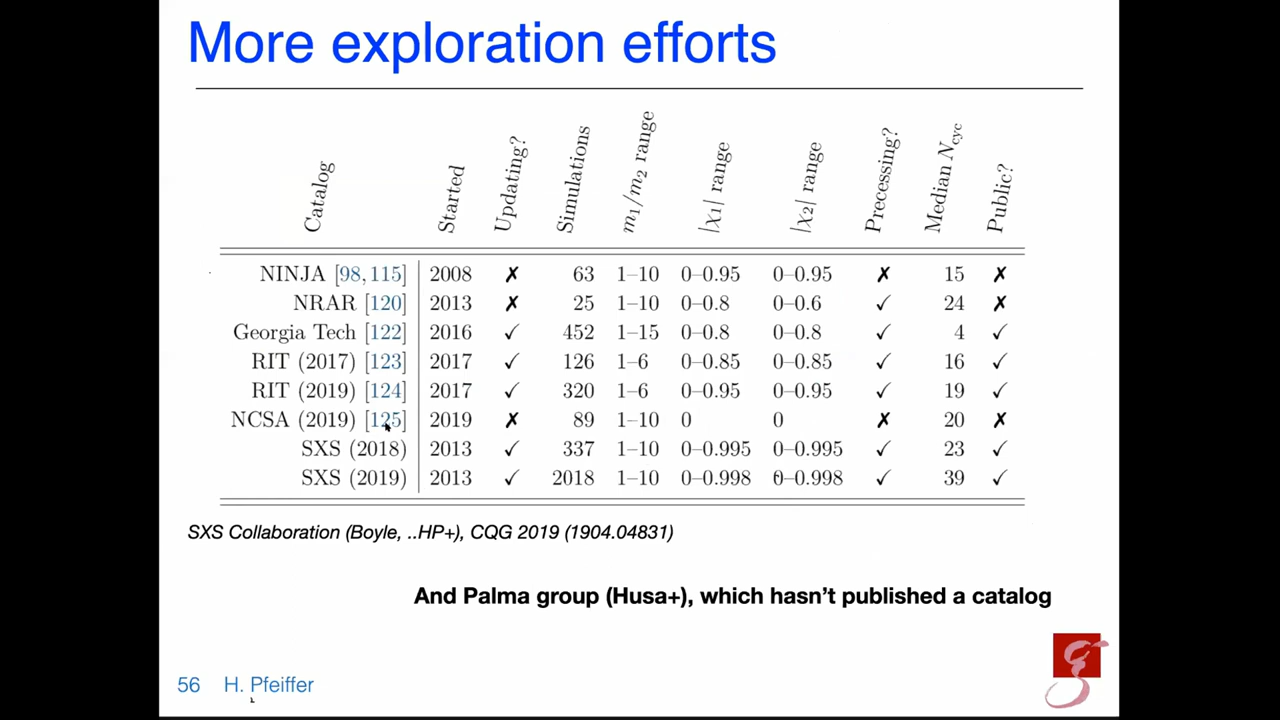 More exploration efforts
Catalog Started Updating? Simulations m₁/m₂ range |χ₁| range |χ₂| range Precessing? Median N_cyc Public?
NINJA [98,115] 2008 ✗ 63 1–10 0–0.95 0–0.95 ✗ 15 ✗
NRAR [120] 2013 ✗ 25 1–10 0–0.8 0–0.6 ✓ 24 ✗
Georgia Tech [122] 2016 ✓ 452 1–15 0–0.8 0–0.8 ✓ 4 ✓
RIT (2017) [123] 2017 ✓ 126 1–6 0–0.85 0–0.85 ✓ 16 ✓
RIT (2019) [124] 2017 ✓ 320 1–6 0–0.95 0–0.95 ✓ 19 ✓
NCSA (2019) [125] 2019 ✗ 89 1–10 0 0 ✗ 20 ✗
SXS (2018) 2013 ✓ 337 1–10 0–0.995 0–0.995 ✓ 23 ✓
SXS (2019) 2013 ✓ 2018 1–10 0–0.998 0–0.998 ✓ 39 ✓
SXS Collaboration (Boyle, ..HP+), CQG 2019 (1904.04831)
And Palma group (Husa+), which hasn't published a catalog
56 H. Pfeiffer